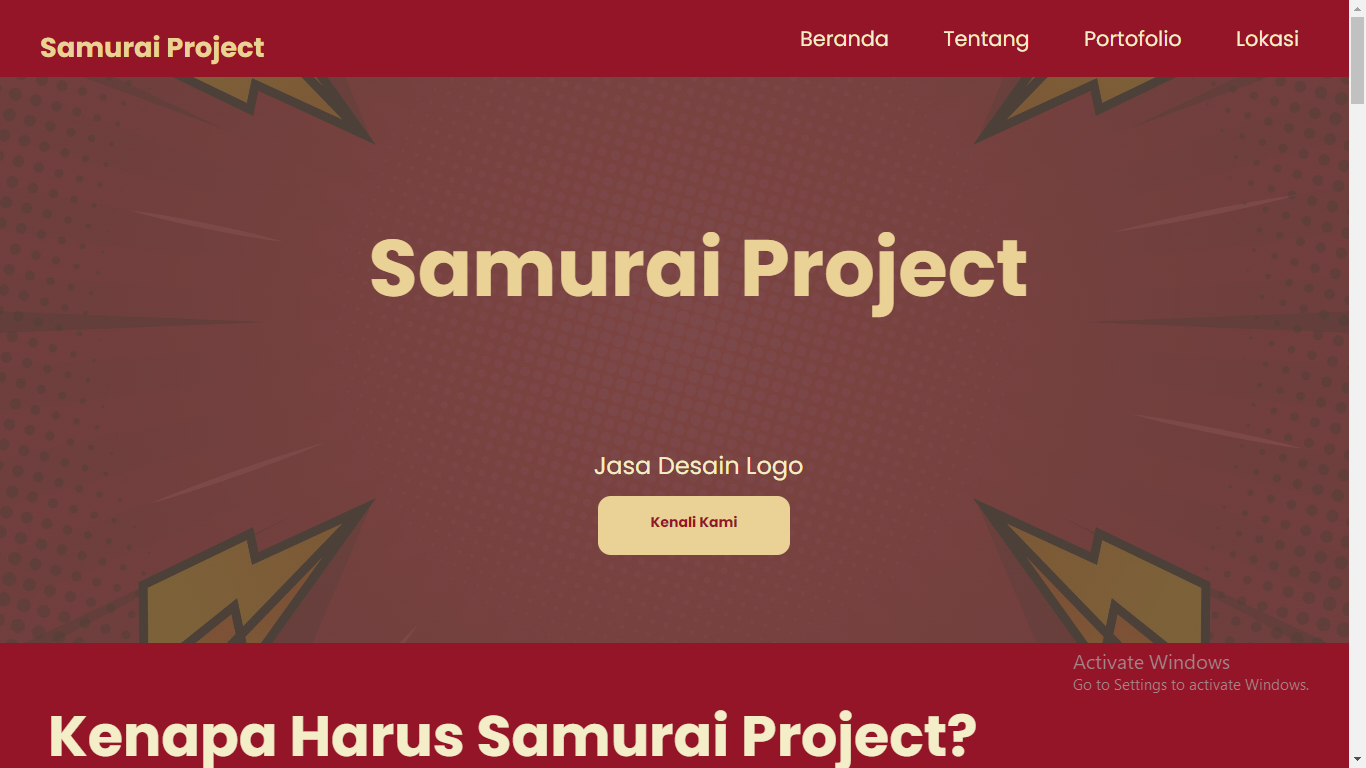 Samurai Project
Beranda
Tentang
Portofolio
Lokasi
Samurai Project
Jasa Desain Logo
Kenali Kami
Activate Windows
Go to Settings to activate Windows.
Kenapa Harus Samurai Project?